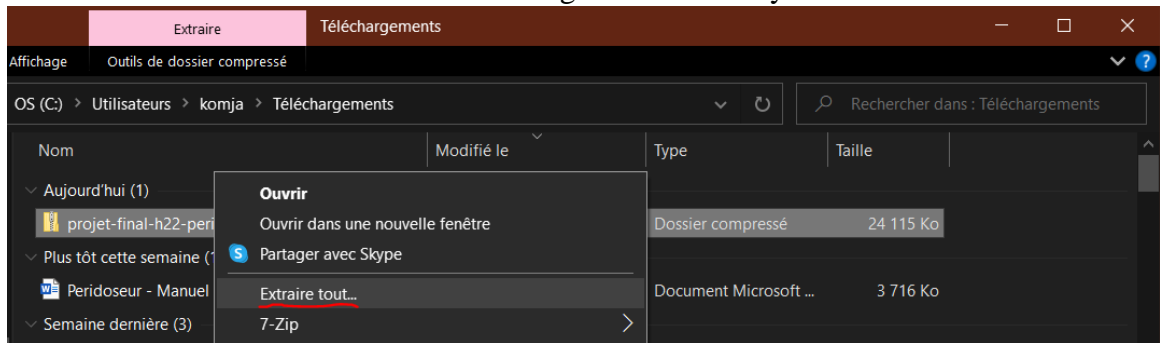 Extraire Téléchargements
Affichage Outils de dossier compressé
OS (C:) > Utilisateurs > komja > Téléchargements Rechercher dans : Téléchargements
Nom Modifié le Type Taille
Aujourd'hui (1)
Ouvrir
projet-final-h22-peri Ouvrir dans une nouvelle fenêtre Dossier compressé 24 115 Ko
Plus tôt cette semaine ( Partager avec Skype
Peridoseur - Manuel Extraire tout... Document Microsoft ... 3 716 Ko
Semaine dernière (3) 7-Zip